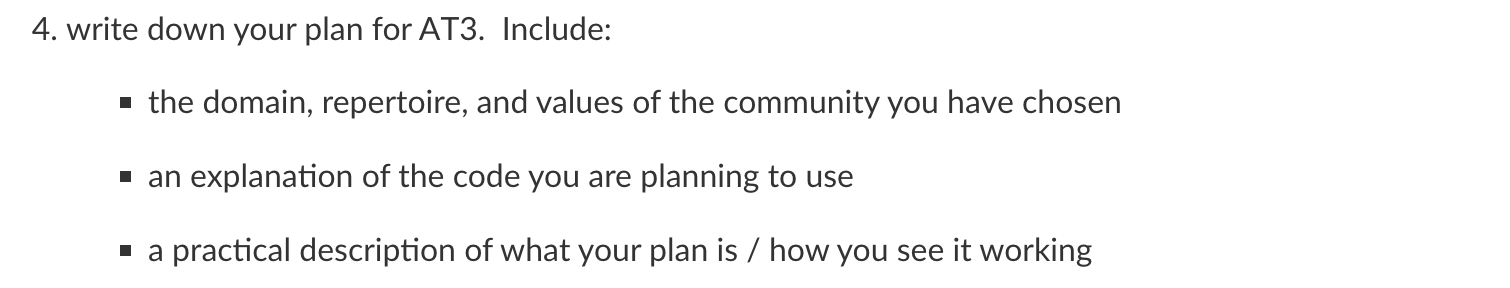 4. write down your plan for AT3.  Include:
▪ the domain, repertoire, and values of the community you have chosen
▪ an explanation of the code you are planning to use
▪ a practical description of what your plan is / how you see it working